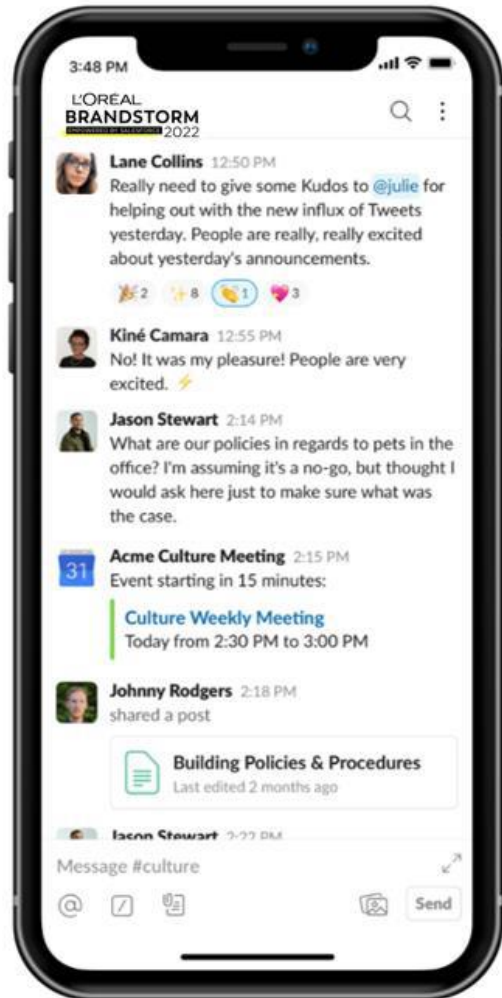 3:48 PM
L'ORÉAL
BRANDSTORM
EMPOWERED BY SALESFORCE 2022
Lane Collins 12:50 PM
Really need to give some Kudos to @julie for
helping out with the new influx of Tweets
yesterday. People are really, really excited
about yesterday's announcements.
2 8 1 3
Kiné Camara 12:55 PM
No! It was my pleasure! People are very
excited. ⚡
Jason Stewart 2:14 PM
What are our policies in regards to pets in the
office? I'm assuming it's a no-go, but thought I
would ask here just to make sure what was
the case.
31
Acme Culture Meeting 2:15 PM
Event starting in 15 minutes:
Culture Weekly Meeting
Today from 2:30 PM to 3:00 PM
Johnny Rodgers 2:18 PM
shared a post
Building Policies & Procedures
Last edited 2 months ago
Jason Stewart 2:22 PM
Message #culture
Send